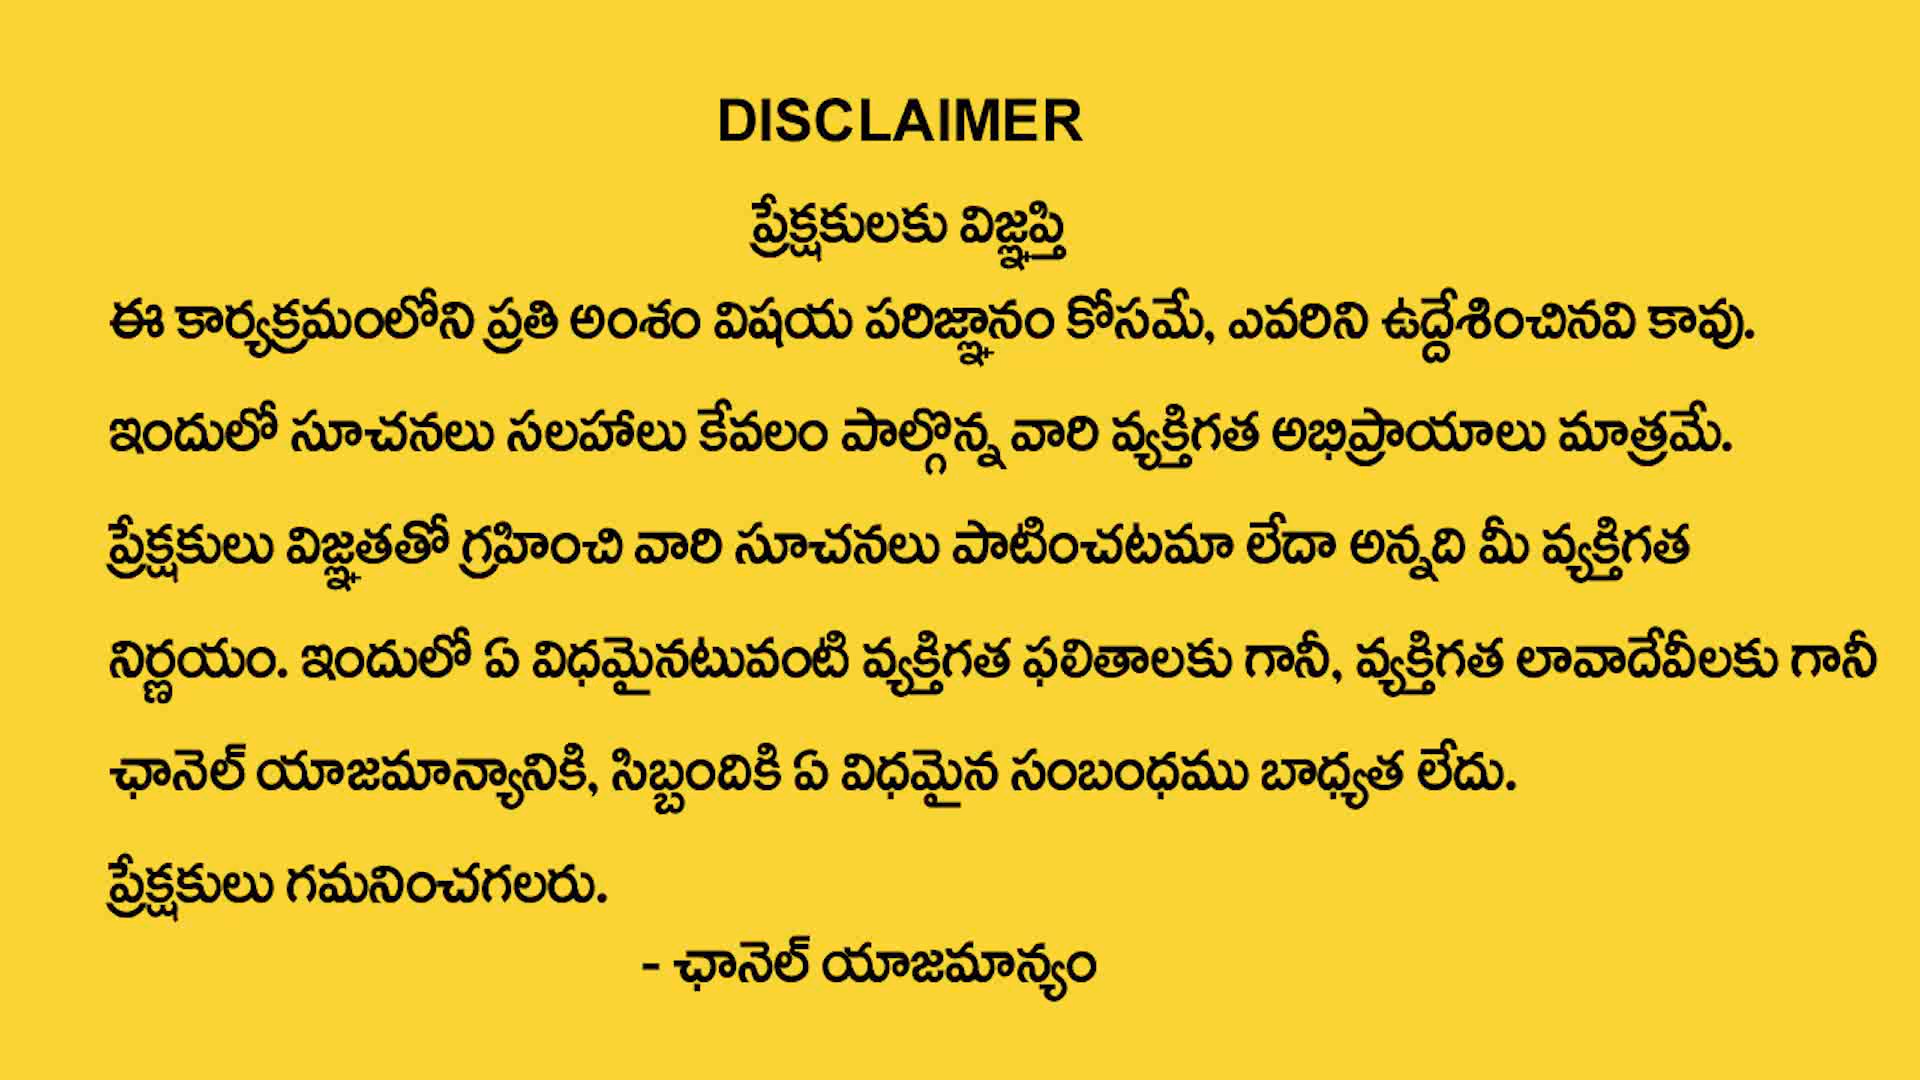 DISCLAIMER
ప్రేక్షకులకు విజ్ఞప్తి
ఈ కార్యక్రమంలోని ప్రతి అంశం విషయ పరిజ్ఞానం కోసమే, ఎవరిని ఉద్దేశించినవి కావు.
ఇందులో సూచనలు సలహాలు కేవలం పాల్గొన్న వారి వ్యక్తిగత అభిప్రాయాలు మాత్రమే.
ప్రేక్షకులు విజ్ఞతతో గ్రహించి వారి సూచనలు పాటించటమా లేదా అన్నది మీ వ్యక్తిగత
నిర్ణయం. ఇందులో ఏ విధమైనటువంటి వ్యక్తిగత ఫలితాలకు గానీ, వ్యక్తిగత లావాదేవీలకు గానీ
ఛానెల్ యాజమాన్యానికి, సిబ్బందికి ఏ విధమైన సంబంధము బాధ్యత లేదు.
ప్రేక్షకులు గమనించగలరు.
- ఛానెల్ యాజమాన్యం